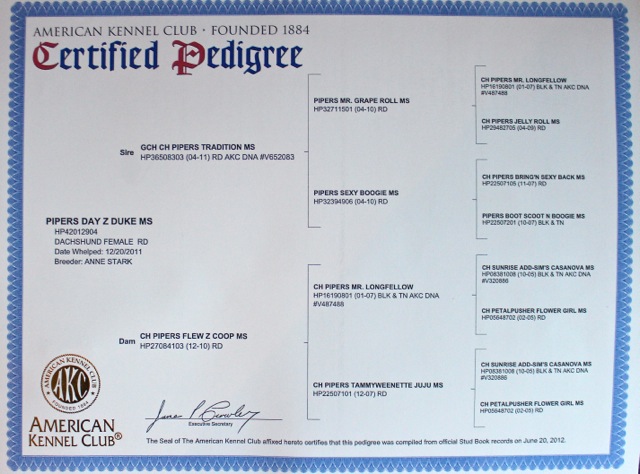 AMERICAN KENNEL CLUB · FOUNDED 1884
Certified Pedigree
CH PIPERS MR. LONGFELLOW
HP16190801 (01-07) BLK & TN AKC DNA
#V487488
PIPERS MR. GRAPE ROLL MS
HP32711501 (04-10) RD
CH PIPERS JELLY ROLL MS
HP29482705 (04-09) RD
Sire GCH CH PIPERS TRADITION MS
HP36508303 (04-11) RD AKC DNA #V652083
CH PIPERS BRING'N SEXY BACK MS
HP22507105 (11-07) RD
PIPERS SEXY BOOGIE MS
HP32394906 (04-10) RD
PIPERS BOOT SCOOT N BOOGIE MS
HP22507201 (10-07) BLK & TN
PIPERS DAY Z DUKE MS
HP42012904
DACHSHUND FEMALE RD
Date Whelped: 12/20/2011
Breeder: ANNE STARK
CH SUNRISE ADD-SIM'S CASANOVA MS
HP08381008 (10-05) BLK & TN AKC DNA
#V320886
CH PIPERS MR. LONGFELLOW
HP16190801 (01-07) BLK & TN AKC DNA
#V487488
CH PETALPUSHER FLOWER GIRL MS
HP05648702 (02-05) RD
Dam CH PIPERS FLEW Z COOP MS
HP27084103 (12-10) RD
CH SUNRISE ADD-SIM'S CASANOVA MS
HP08381008 (10-05) BLK & TN AKC DNA
#V320886
CH PIPERS TAMMYWEENETTE JUJU MS
HP22507101 (12-07) RD
CH PETALPUSHER FLOWER GIRL MS
HP05648702 (02-05) RD
AMERICAN KENNEL CLUB
AKC
FOUNDED 1884
AMERICAN
KENNEL CLUB®
Executive Secretary
The Seal of The American Kennel Club affixed hereto certifies that this pedigree was compiled from official Stud Book records on June 20, 2012.